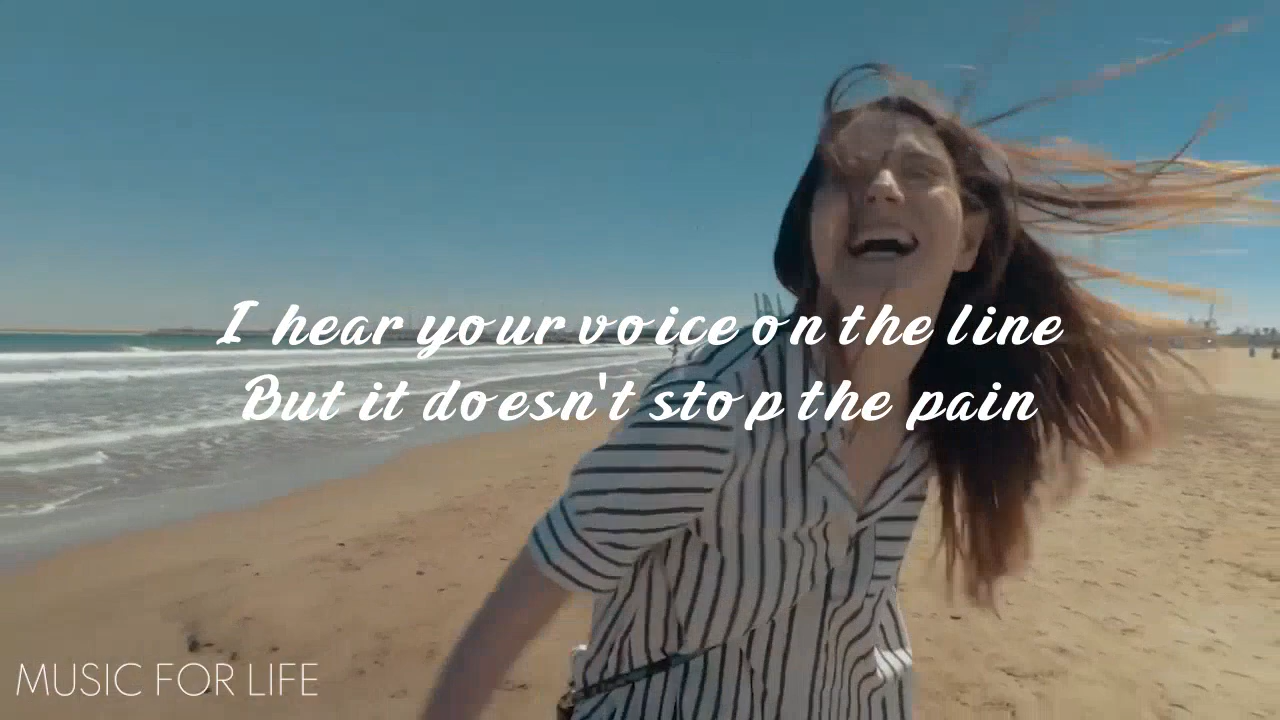 I hear your voice on the line
But it doesn't stop the pain
MUSIC FOR LIFE